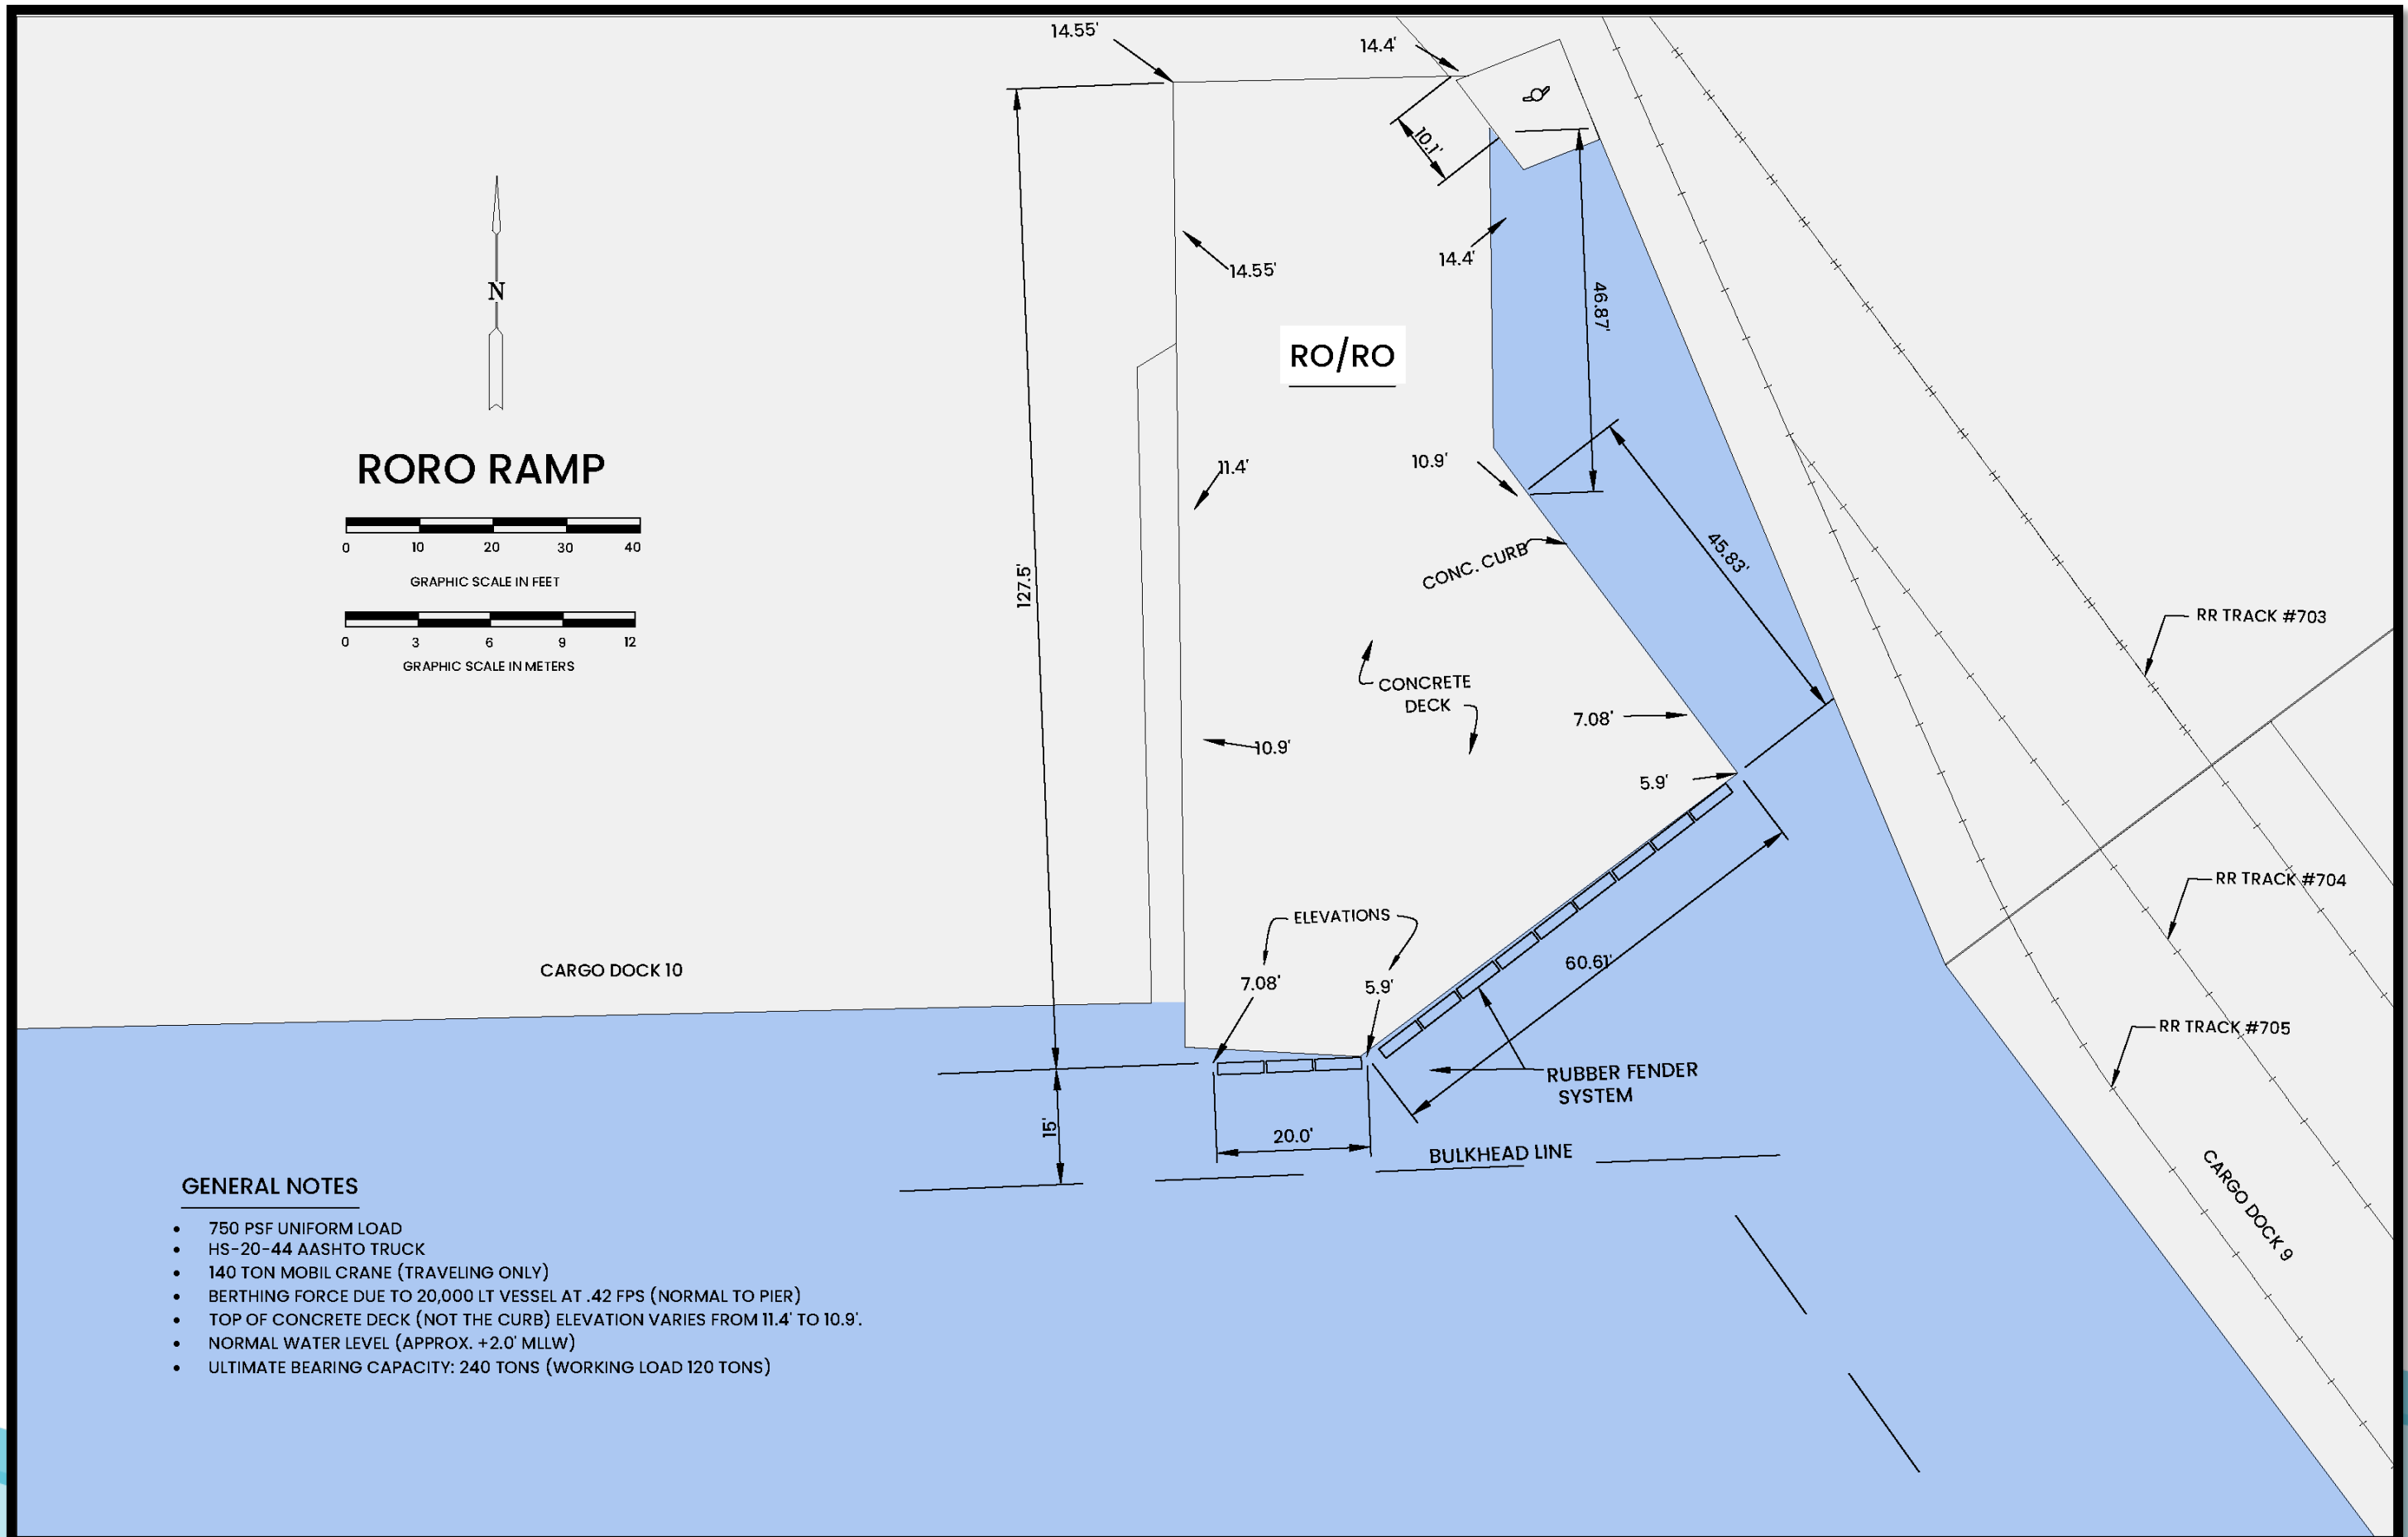 14.55'
14.4'
10.1'
14.4'
14.55'
46.87'
N
RO/RO
RORO RAMP
0 10 20 30 40
GRAPHIC SCALE IN FEET
0 3 6 9 12
GRAPHIC SCALE IN METERS
127.5'
11.4'
10.9'
CONC. CURB
45.83'
RR TRACK #703
CONCRETE
DECK
7.08'
10.9'
5.9'
RR TRACK #704
ELEVATIONS
7.08'
5.9'
60.61'
CARGO DOCK 10
RR TRACK #705
RUBBER FENDER
SYSTEM
15'
20.0'
BULKHEAD LINE
CARGO DOCK 9
GENERAL NOTES
• 750 PSF UNIFORM LOAD
• HS-20-44 AASHTO TRUCK
• 140 TON MOBIL CRANE (TRAVELING ONLY)
• BERTHING FORCE DUE TO 20,000 LT VESSEL AT .42 FPS (NORMAL TO PIER)
• TOP OF CONCRETE DECK (NOT THE CURB) ELEVATION VARIES FROM 11.4' TO 10.9'.
• NORMAL WATER LEVEL (APPROX. +2.0' MLLW)
• ULTIMATE BEARING CAPACITY: 240 TONS (WORKING LOAD 120 TONS)